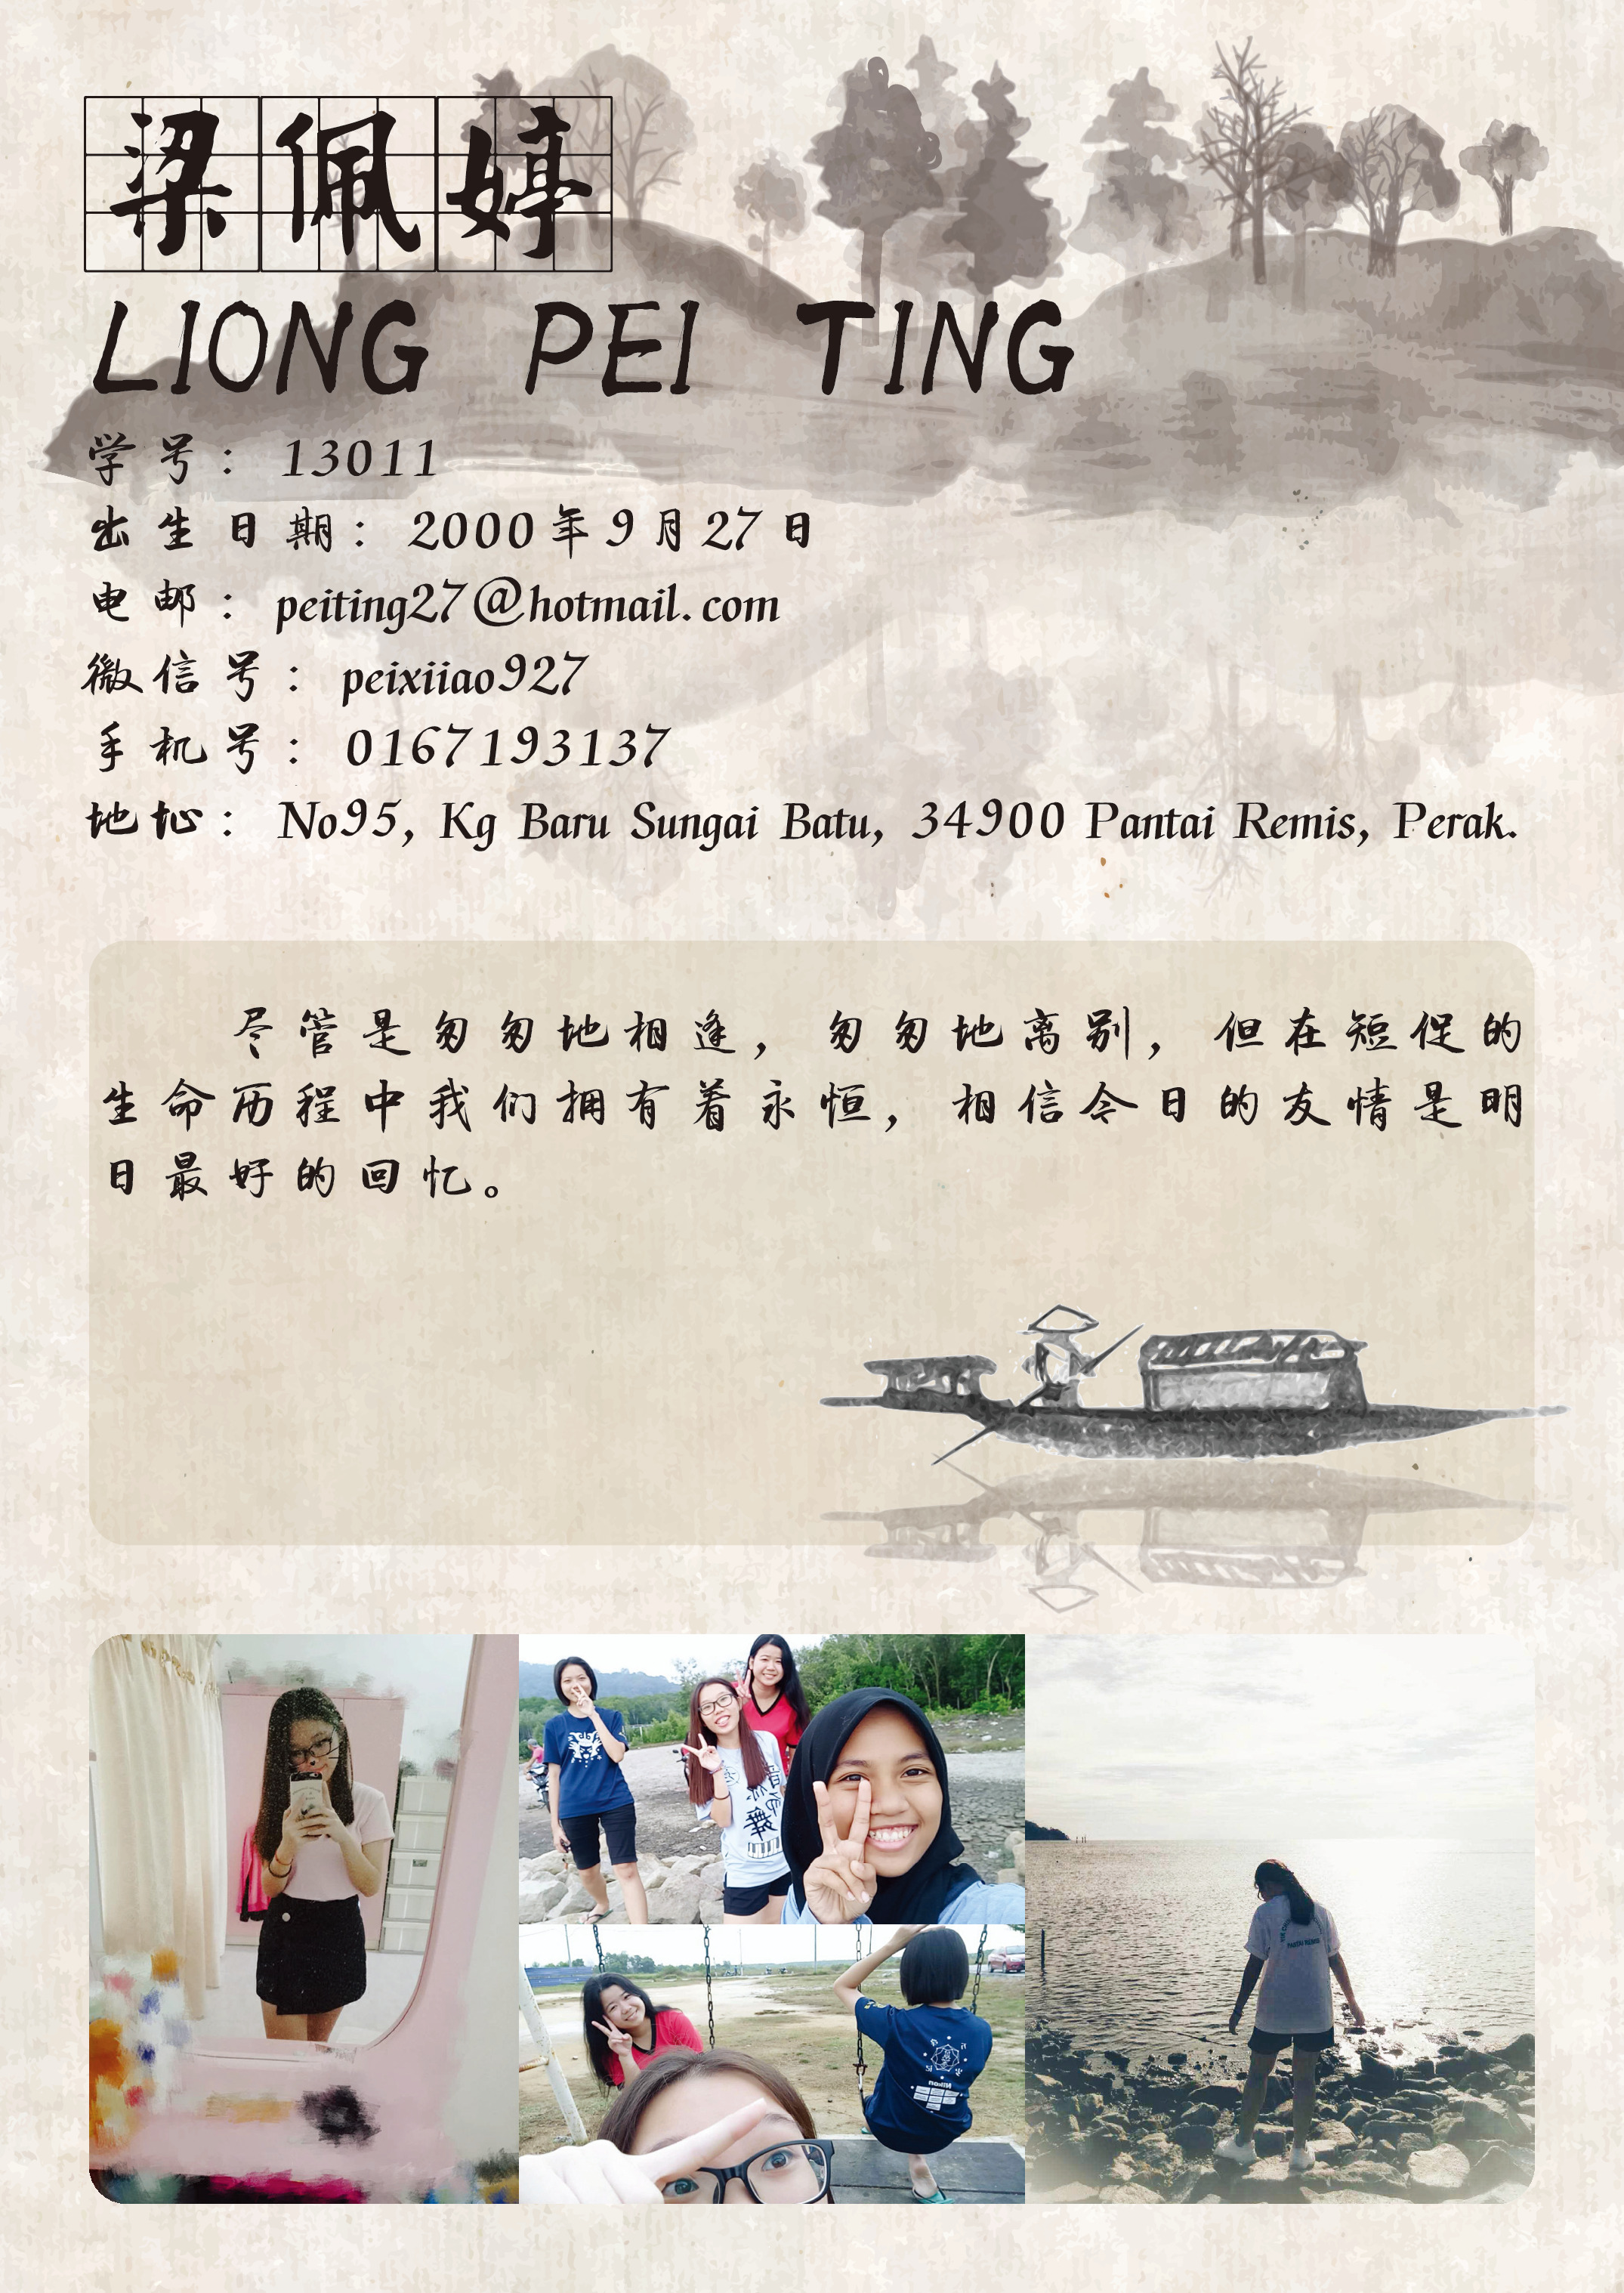 梁佩婷
LIONG PEI TING
学号: 13011
出生日期: 2000年9月27日
电邮: peiting27@hotmail.com
微信号: peixiiao927
手机号: 0167193137
地址: No95, Kg Baru Sungai Batu, 34900 Pantai Remis, Perak.
尽管是匆匆地相逢,匆匆地离别,但在短促的
生命历程中我们拥有着永恒,相信今日的友情是明
日最好的回忆。